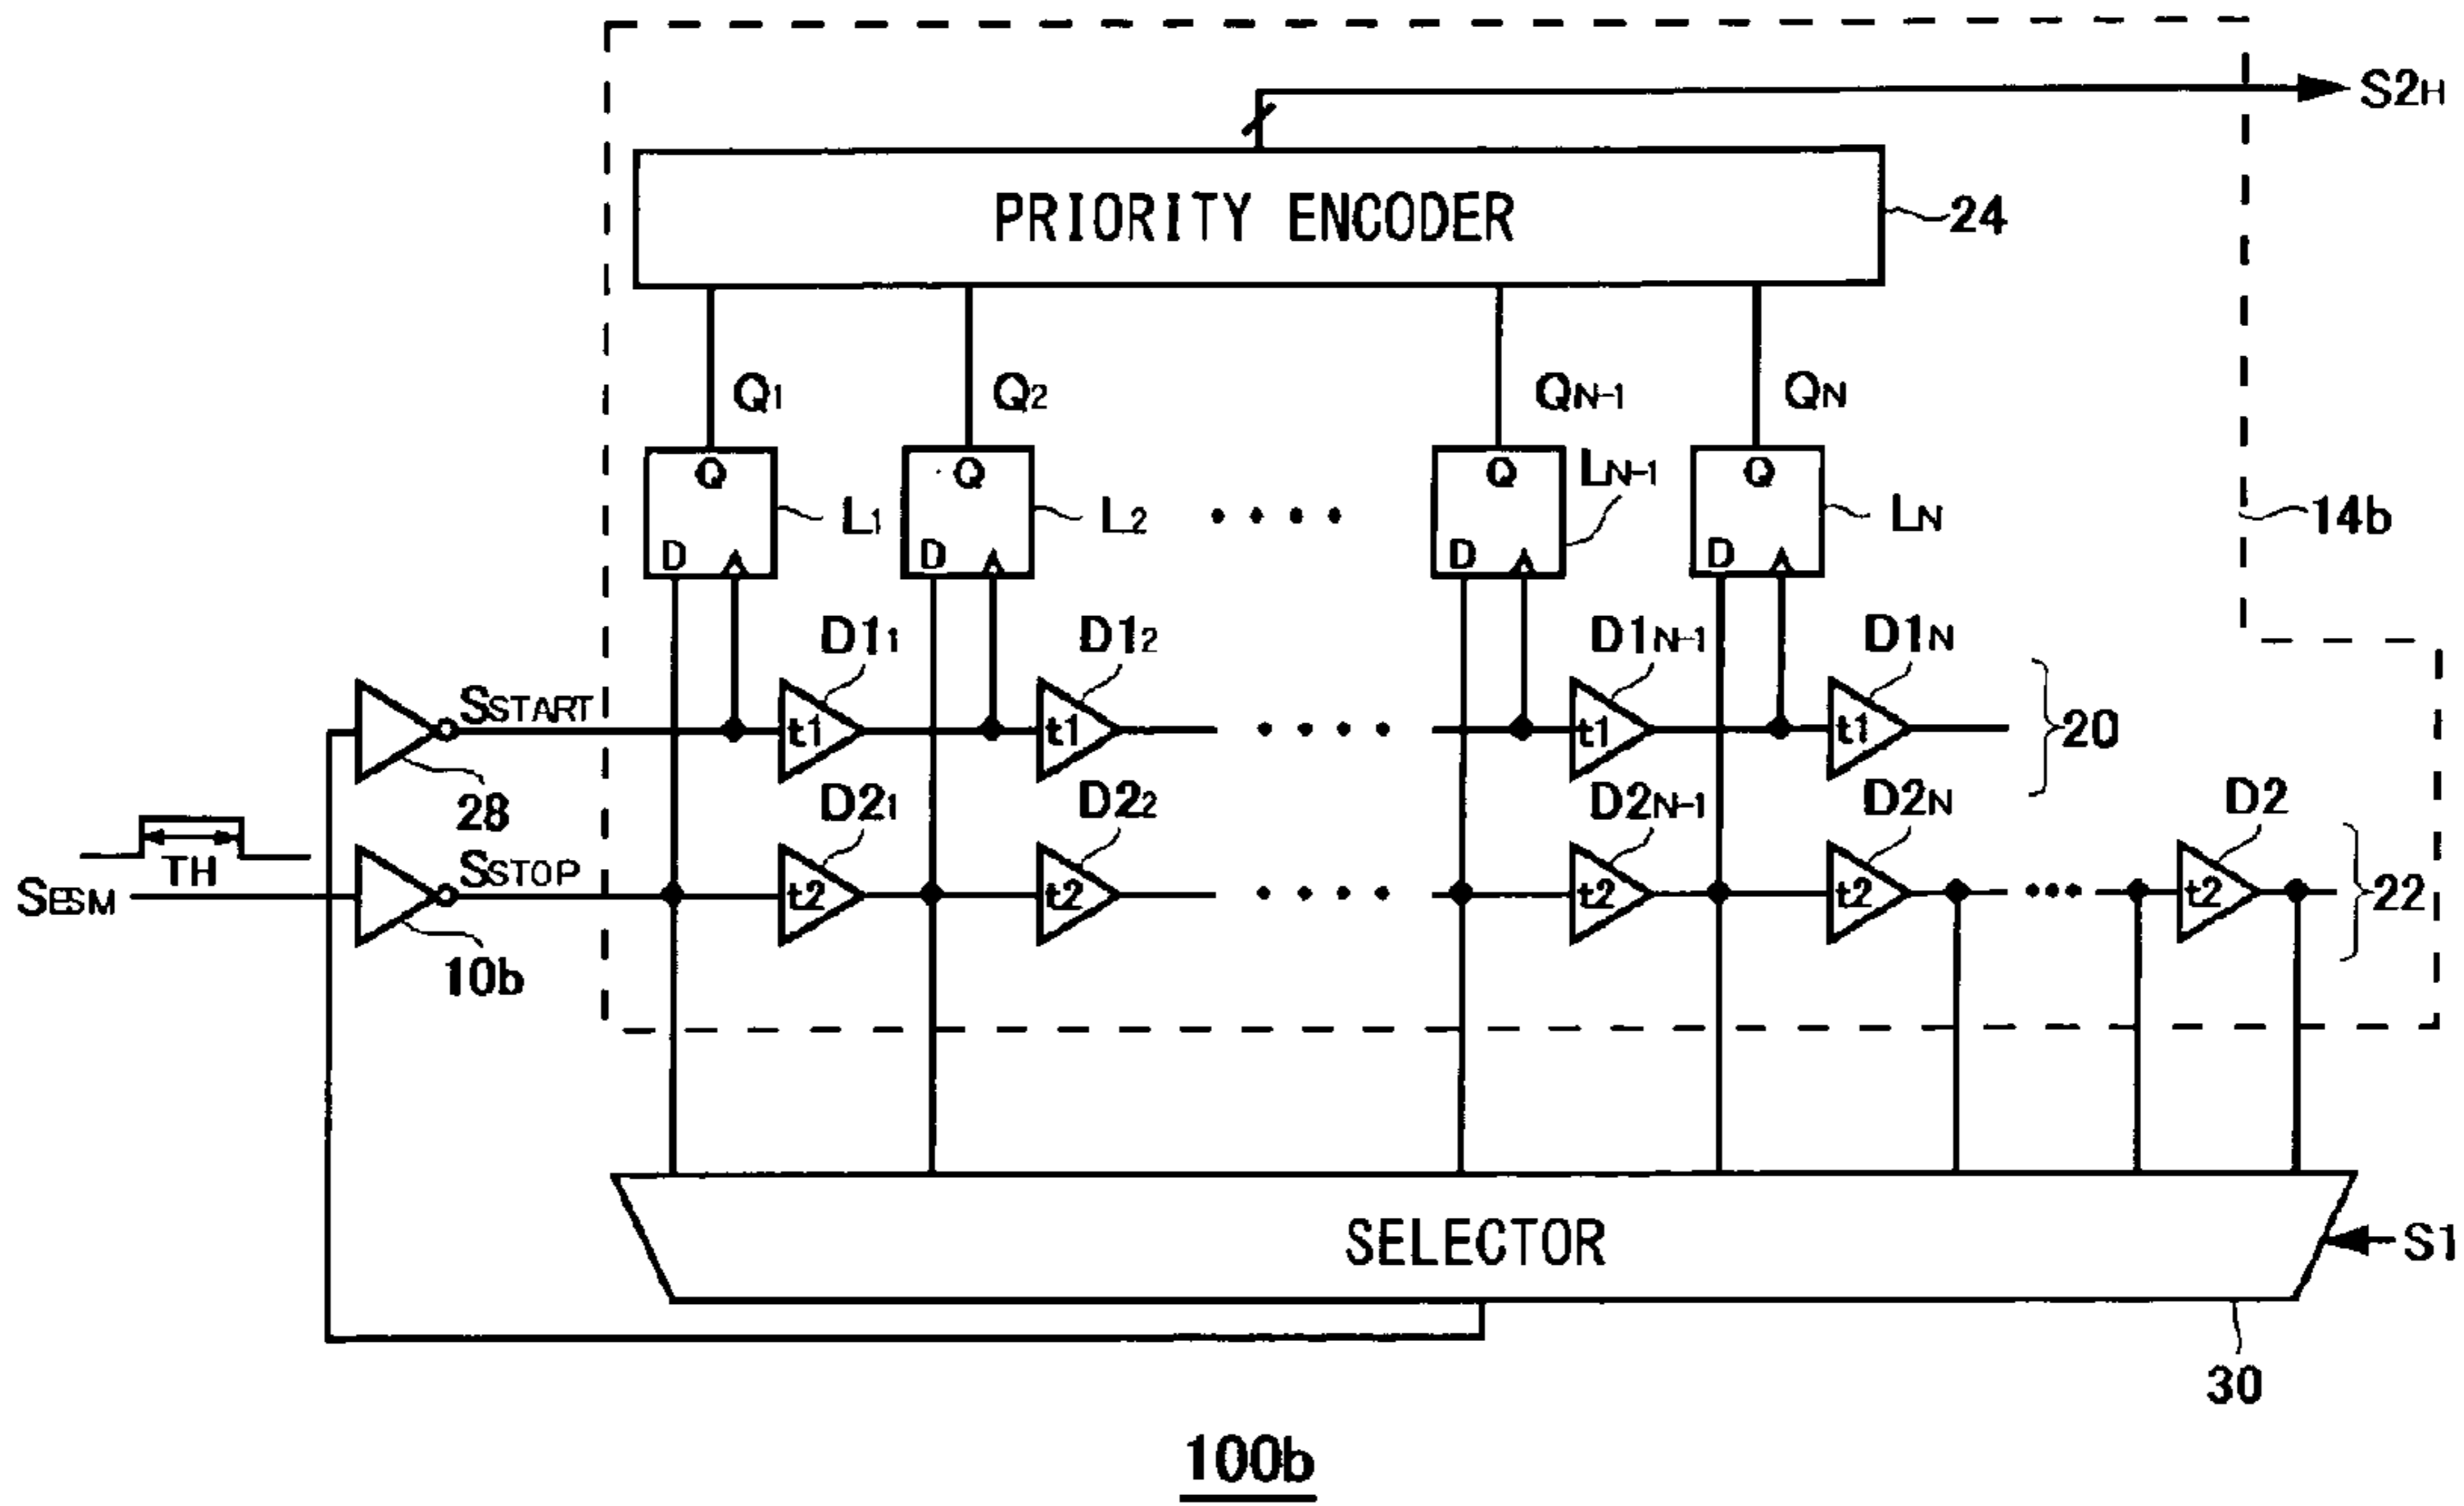 S2H
PRIORITY ENCODER
24
Q1
Q2
QN-1
QN
Q
D
L1
Q
D
L2
Q
D
LN-1
Q
D
LN
14b
D11
D12
D1N-1
D1N
SSTART
t1
t1
t1
t1
20
28
D21
D22
D2N-1
D2N
D2
TH
SSTOP
SESM
t2
t2
t2
t2
t2
22
10b
SELECTOR
S1
30
100b